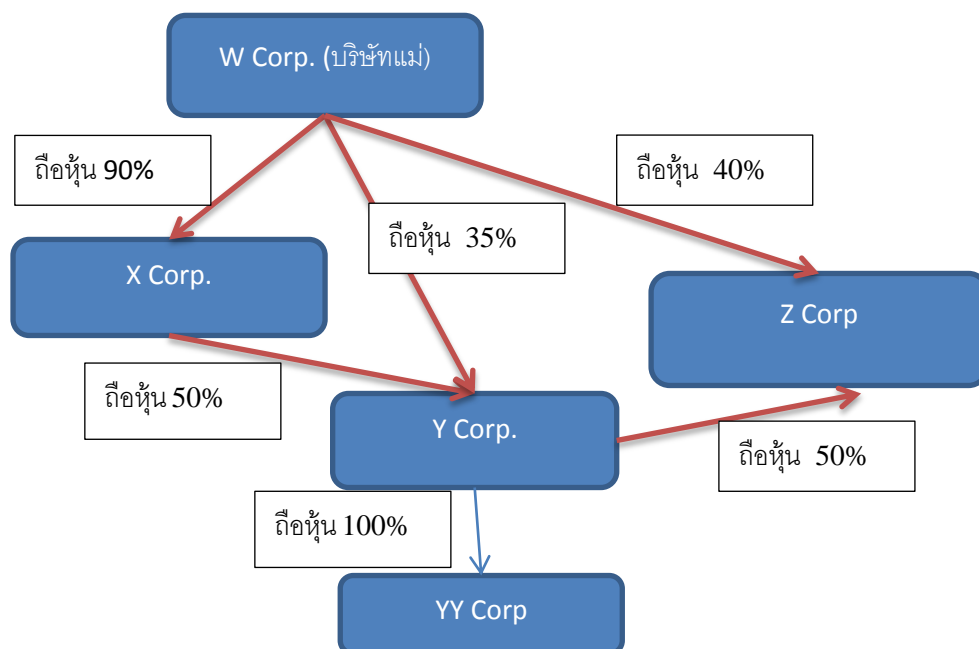 W Corp. (บริษัทแม่)
ถือหุ้น 90%
ถือหุ้น 40%
ถือหุ้น 35%
X Corp.
Z Corp
ถือหุ้น 50%
Y Corp.
ถือหุ้น 50%
ถือหุ้น 100%
YY Corp